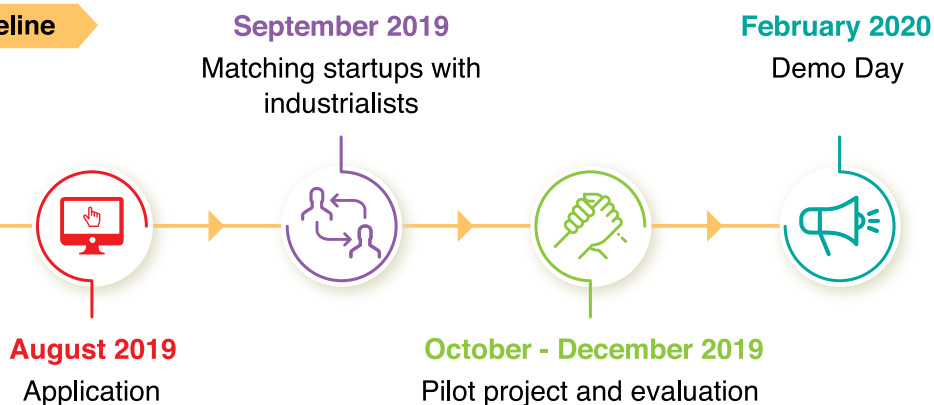 eline
September 2019
Matching startups with
industrialists
February 2020
Demo Day
August 2019
Application
October - December 2019
Pilot project and evaluation